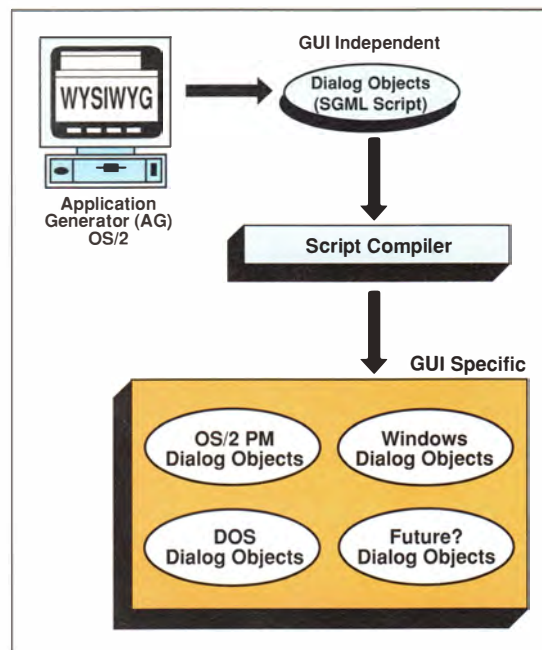 GUI Independent
WYSIWYG
Dialog Objects
(SGML Script)
Application
Generator (AG)
OS/2
Script Compiler
GUI Specific
OS/2 PM
Dialog Objects
Windows
Dialog Objects
DOS
Dialog Objects
Future?
Dialog Objects